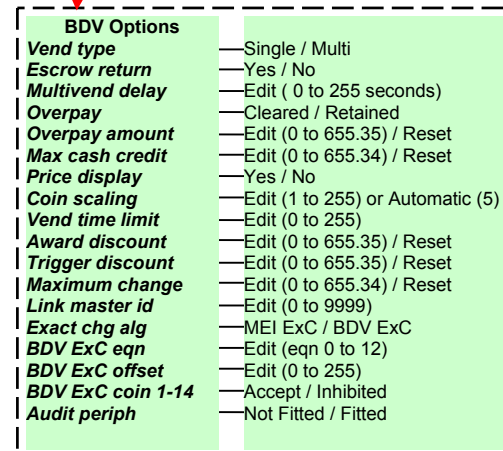 BDV Options
Vend type Single / Multi
Escrow return Yes / No
Multivend delay Edit ( 0 to 255 seconds)
Overpay Cleared / Retained
Overpay amount Edit (0 to 655.35) / Reset
Max cash credit Edit (0 to 655.34) / Reset
Price display Yes / No
Coin scaling Edit (1 to 255) or Automatic (5)
Vend time limit Edit (0 to 255)
Award discount Edit (0 to 655.35) / Reset
Trigger discount Edit (0 to 655.35) / Reset
Maximum change Edit (0 to 655.34) / Reset
Link master id Edit (0 to 9999)
Exact chg alg MEI ExC / BDV ExC
BDV ExC eqn Edit (eqn 0 to 12)
BDV ExC offset Edit (0 to 255)
BDV ExC coin 1-14 Accept / Inhibited
Audit periph Not Fitted / Fitted